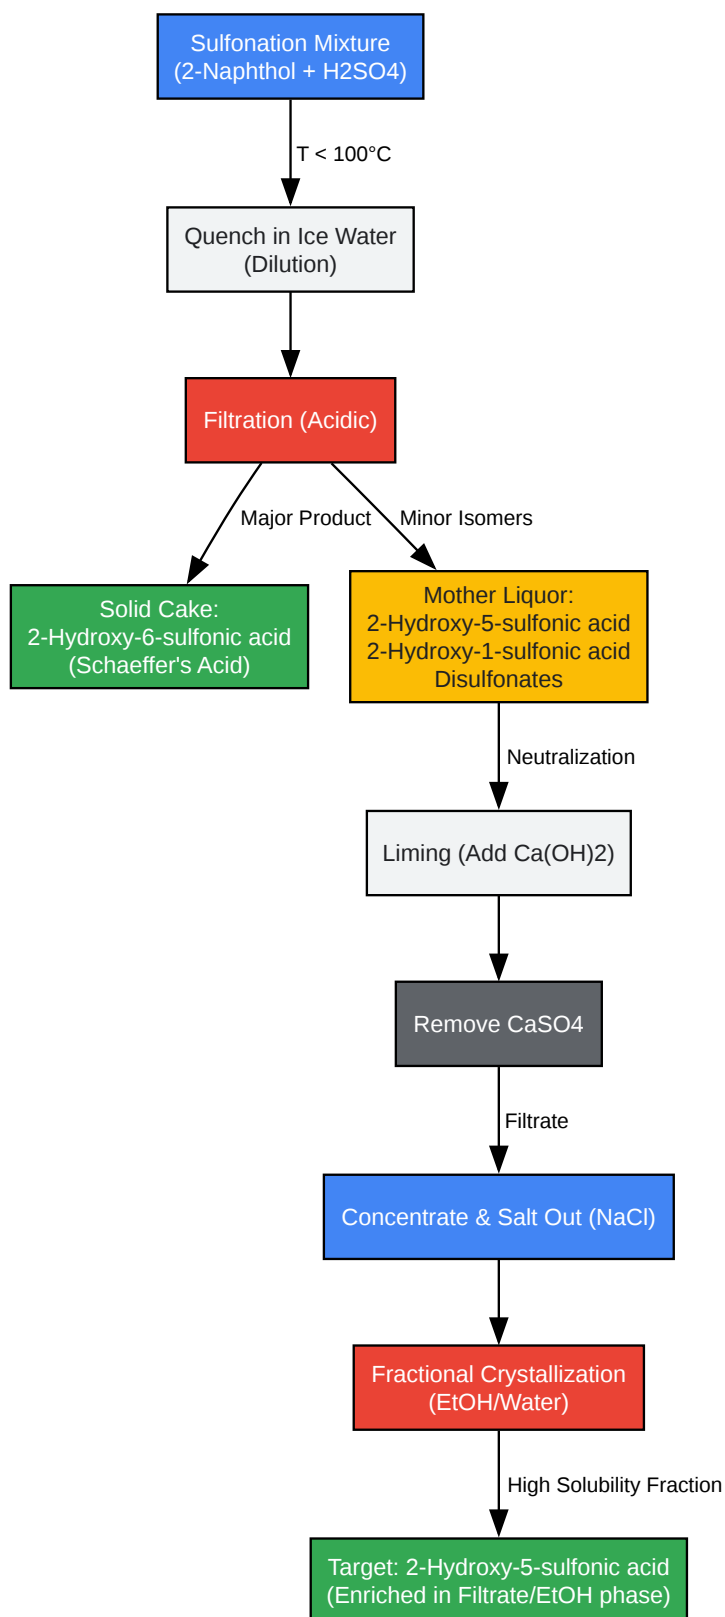 Sulfonation Mixture
(2-Naphthol + H2SO4)
T < 100°C
Quench in Ice Water
(Dilution)
Filtration (Acidic)
Major Product
Minor Isomers
Solid Cake:
2-Hydroxy-6-sulfonic acid
(Schaeffer's Acid)
Mother Liquor:
2-Hydroxy-5-sulfonic acid
2-Hydroxy-1-sulfonic acid
Disulfonates
Neutralization
Liming (Add Ca(OH)2)
Remove CaSO4
Filtrate
Concentrate & Salt Out (NaCl)
Fractional Crystallization
(EtOH/Water)
High Solubility Fraction
Target: 2-Hydroxy-5-sulfonic acid
(Enriched in Filtrate/EtOH phase)